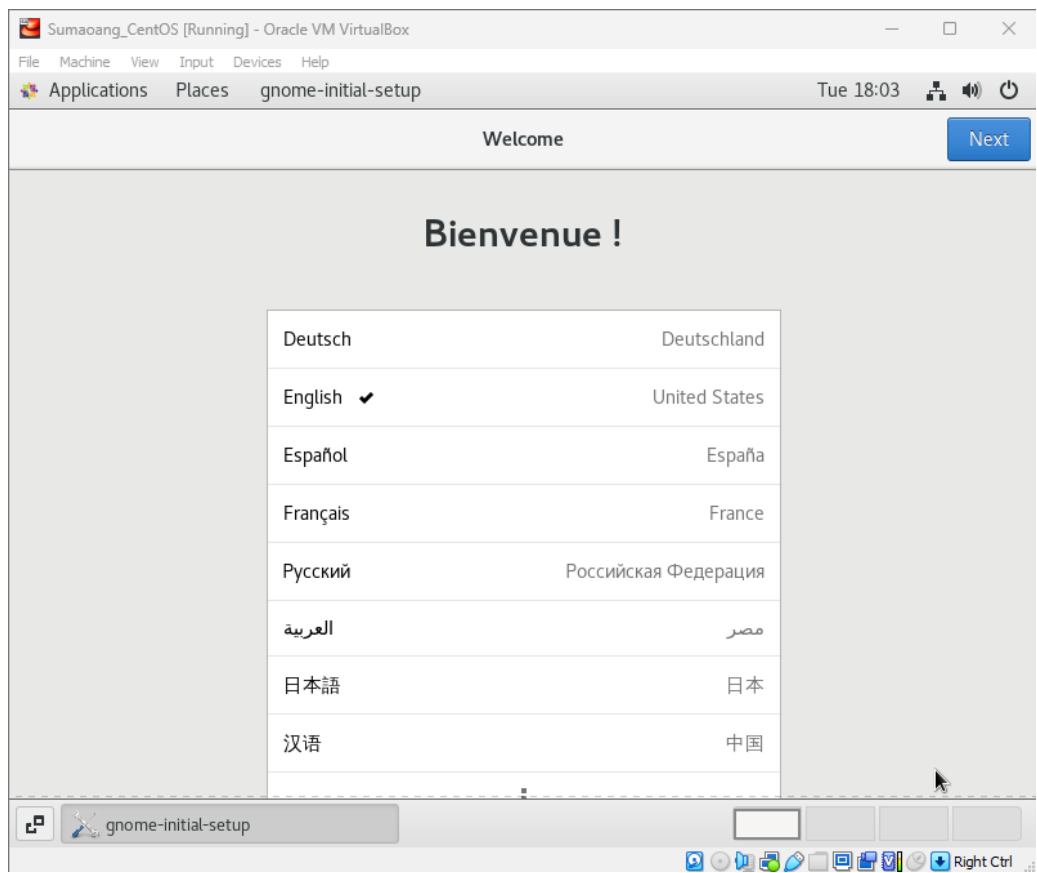 Sumaoang_CentOS [Running] - Oracle VM VirtualBox
File Machine View Input Devices Help
Applications Places gnome-initial-setup Tue 18:03
Welcome Next
Bienvenue !
Deutsch Deutschland
English United States
Español España
Français France
Русский Российская Федерация
العربية مصر
日本語 日本
汉语 中国
gnome-initial-setup
Right Ctrl